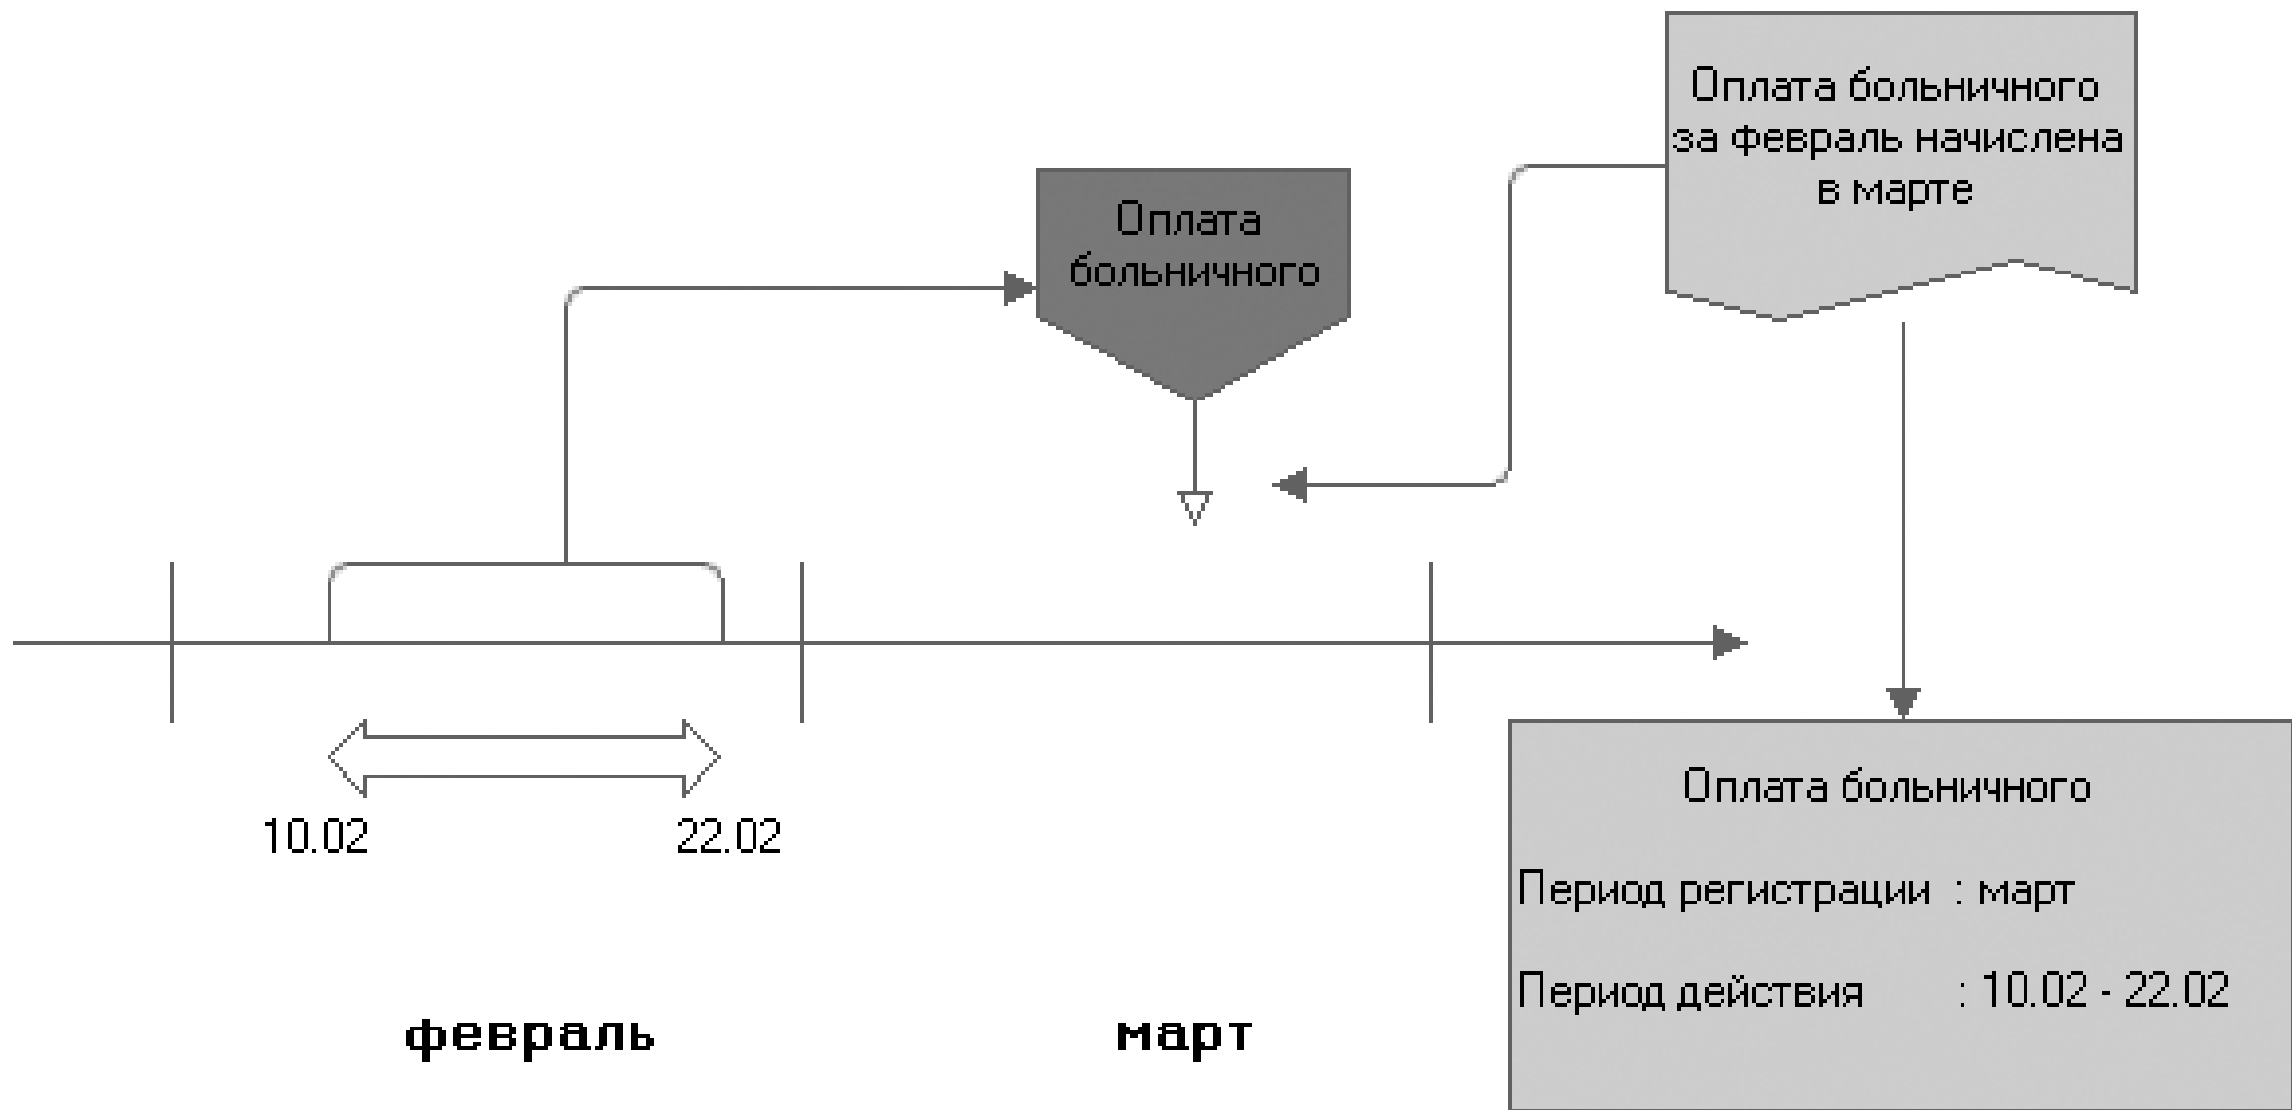 Оплата больничного
за февраль начислена
в марте
Оплата
больничного
10.02
22.02
Оплата больничного
Период регистрации : март
Период действия : 10.02 - 22.02
февраль
март